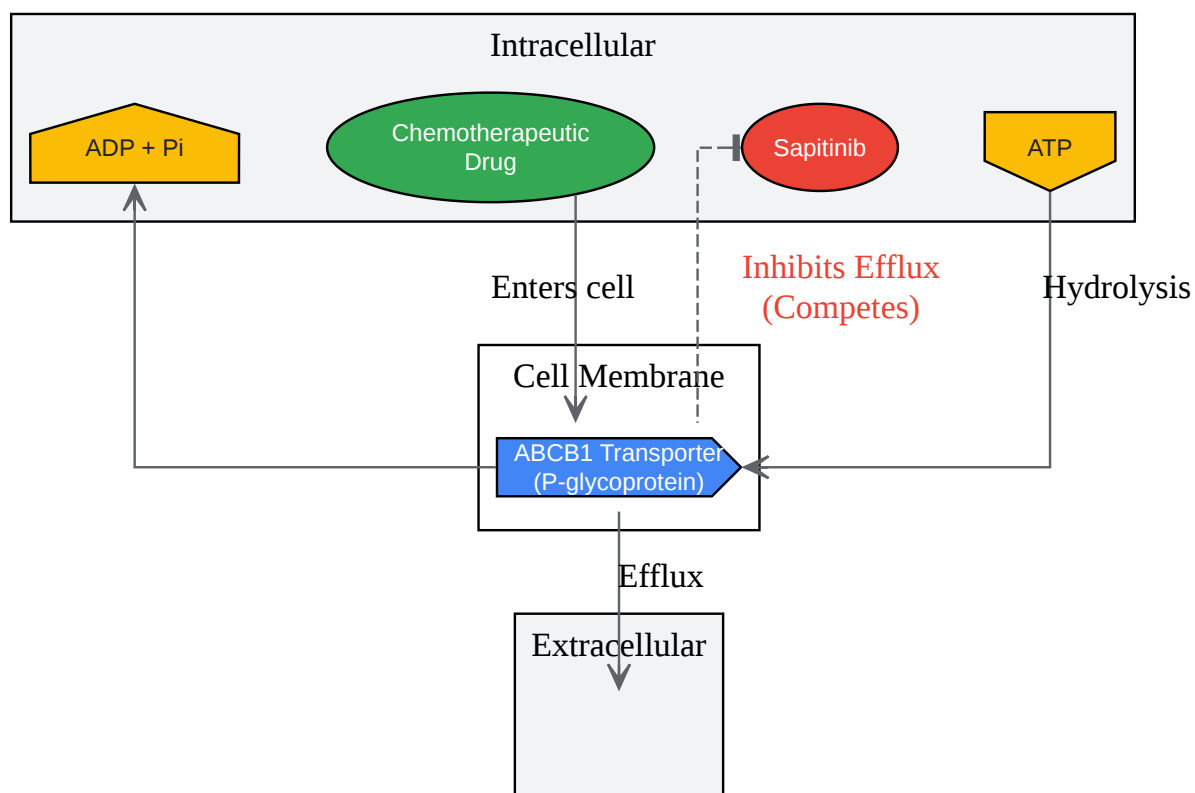 Intracellular
ADP + Pi
Chemotherapeutic
Drug
Sapitinib
ATP
Enters cell
Inhibits Efflux
(Competes)
Hydrolysis
Cell Membrane
ABCB1 Transporter
(P-glycoprotein)
Efflux
Extracellular